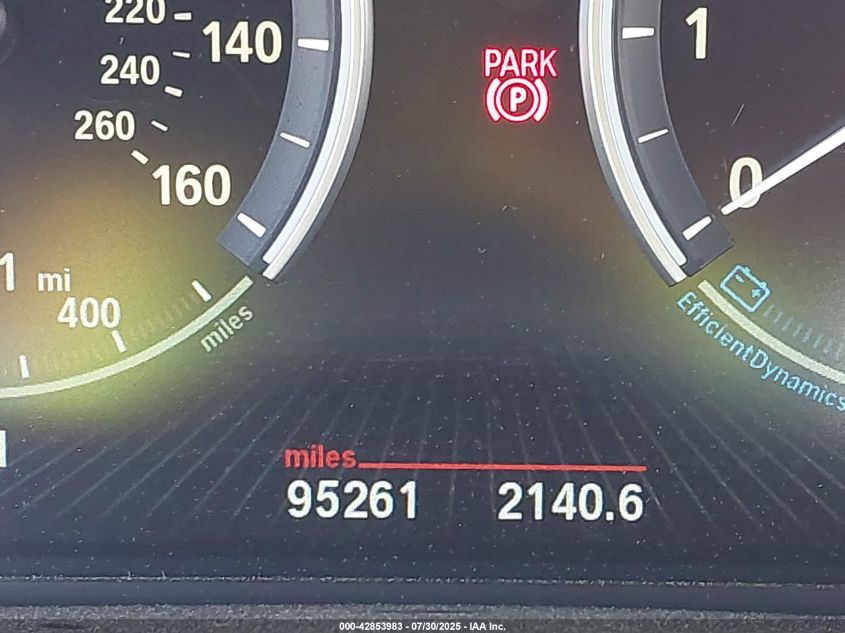 220
140
240
260
160
1 mi
400
miles
PARK
P
1
0
EfficientDynamics
miles
95261 2140.6
000-42853983 - 07/30/2025 - IAA Inc.